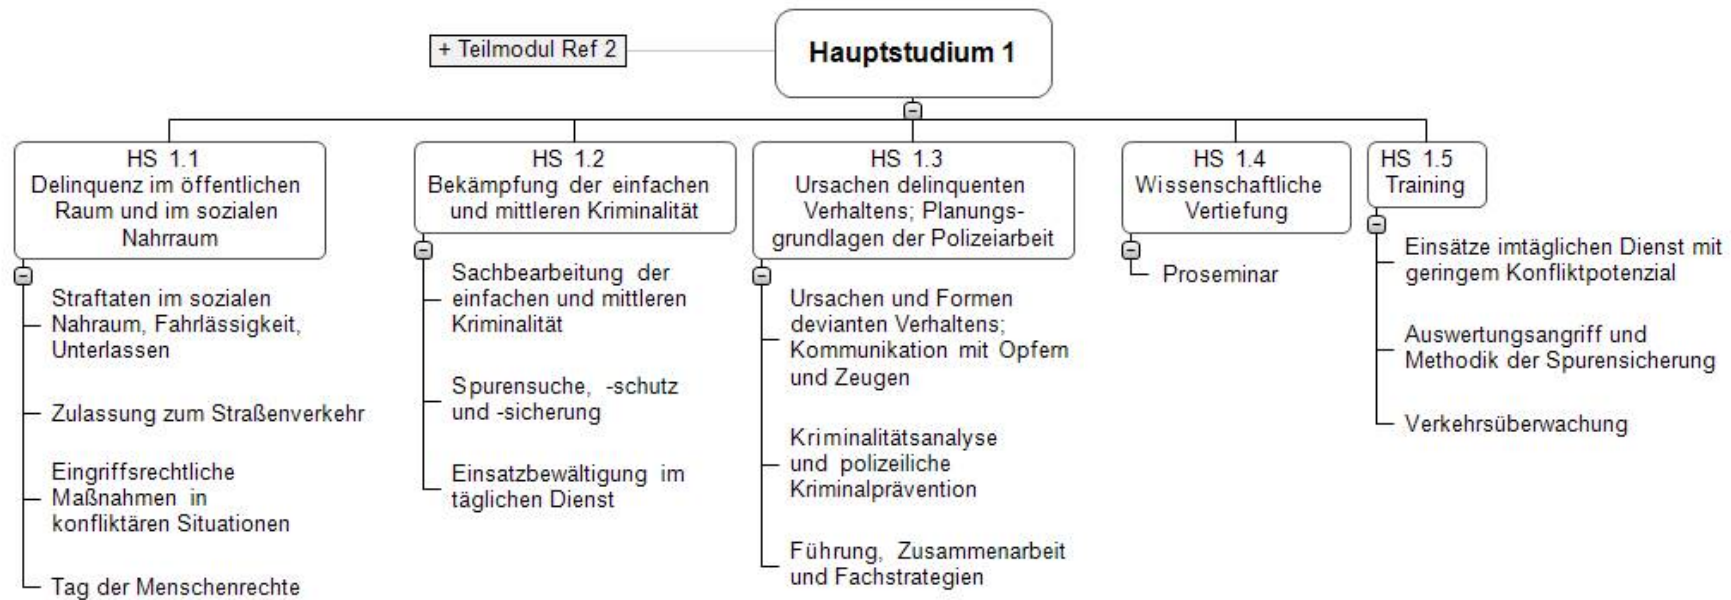 + Teilmodul Ref 2
Hauptstudium 1
HS 1.1
Delinquenz im öffentlichen
Raum und im sozialen
Nahrraum
Straftaten im sozialen
Nahraum, Fahrlässigkeit,
Unterlassen
Zulassung zum Straßenverkehr
Eingriffsrechtliche
Maßnahmen in
konfliktären Situationen
Tag der Menschenrechte
HS 1.2
Bekämpfung der einfachen
und mittleren Kriminalität
Sachbearbeitung der
einfachen und mittleren
Kriminalität
Spurensuche, -schutz
und -sicherung
Einsatzbewältigung im
täglichen Dienst
HS 1.3
Ursachen delinquenten
Verhaltens; Planungs-
grundlagen der Polizeiarbeit
Ursachen und Formen
devianten Verhaltens;
Kommunikation mit Opfern
und Zeugen
Kriminalitätsanalyse
und polizeiliche
Kriminalprävention
Führung, Zusammenarbeit
und Fachstrategien
HS 1.4
Wissenschaftliche
Vertiefung
Proseminar
HS 1.5
Training
Einsätze imtäglichen Dienst mit
geringem Konfliktpotenzial
Auswertungsangriff und
Methodik der Spurensicherung
Verkehrsüberwachung